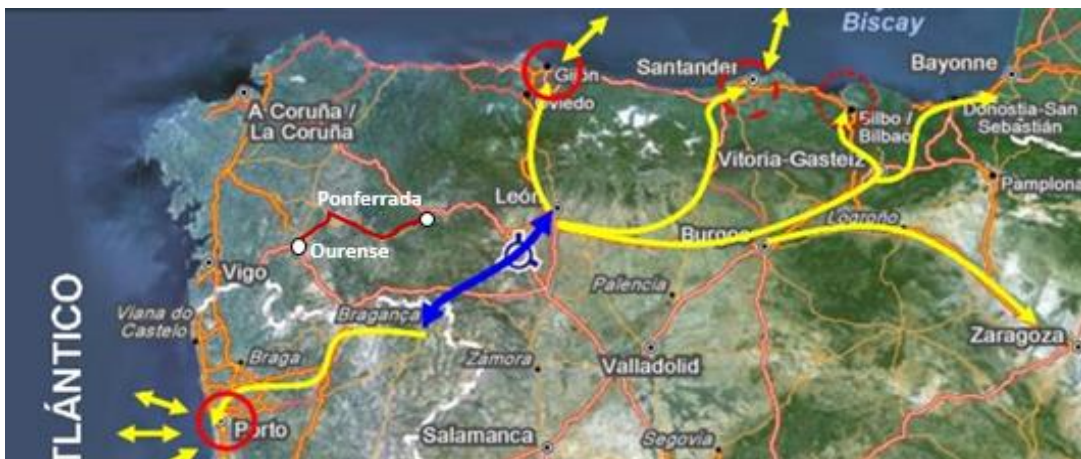 Biscay
Gijón
Santander
Bayonne
A Coruña /
La Coruña
Oviedo
Bilbo /
Bilbao
Donostia-San
Sebastián
Vitoria-Gasteiz
Pamplona
Ponferrada
León
Logroño
Burgos
Ourense
Vigo
Palencia
Viana do
Castelo
Bragança
Zaragoza
Braga
Zamora
Valladolid
Porto
Salamanca
Segovia
TLÁNTICO